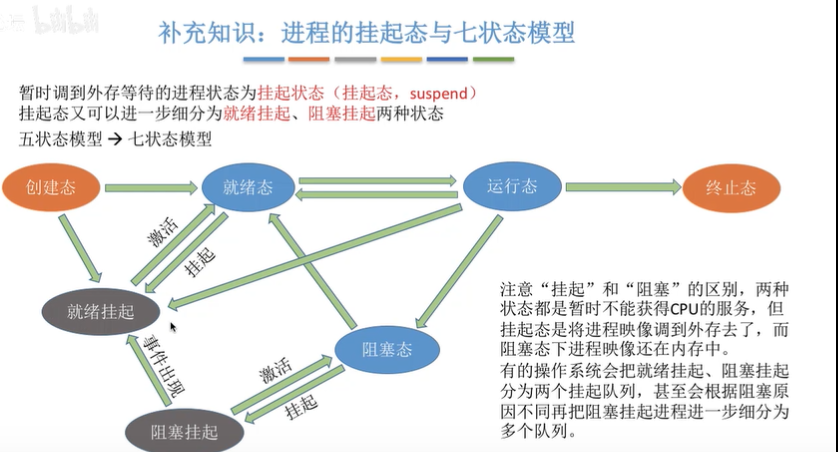 补充知识：进程的挂起态与七状态模型
暂时调到外存等待的进程状态为挂起状态（挂起态，suspend）
挂起态又可以进一步细分为就绪挂起、阻塞挂起两种状态
五状态模型 → 七状态模型
创建态
就绪态
运行态
终止态
激活
挂起
就绪挂起
事件出现
阻塞态
激活
挂起
阻塞挂起
注意“挂起”和“阻塞”的区别，两种
状态都是暂时不能获得CPU的服务，但
挂起态是将进程映像调到外存去了，而
阻塞态下进程映像还在内存中。
有的操作系统会把就绪挂起、阻塞挂起
分为两个挂起队列，甚至会根据阻塞原
因不同再把阻塞挂起进程进一步细分为
多个队列。